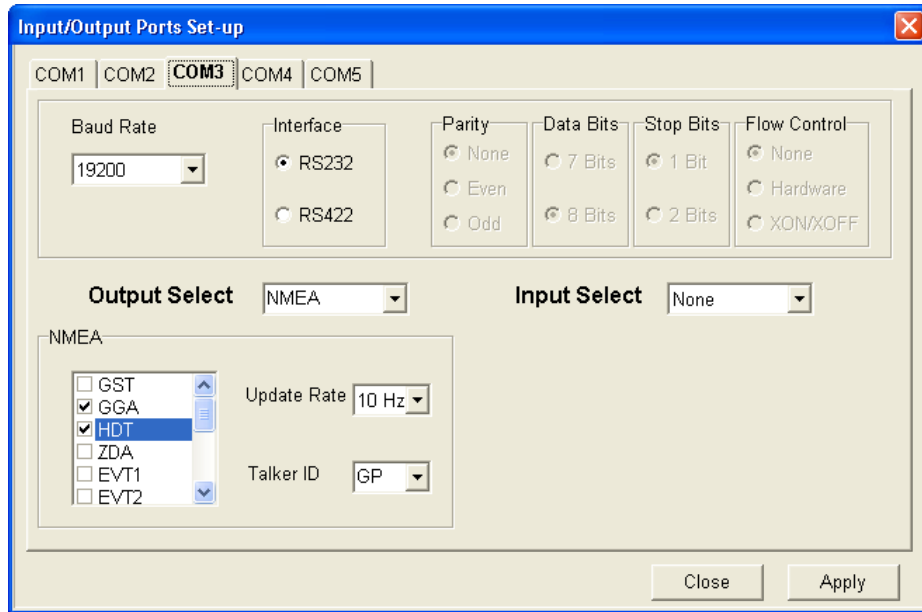 Input/Output Ports Set-up
COM1 COM2 COM3 COM4 COM5
Baud Rate
19200
Interface
RS232
RS422
Parity
None
Even
Odd
Data Bits
7 Bits
8 Bits
Stop Bits
1 Bit
2 Bits
Flow Control
None
Hardware
XON/XOFF
Output Select NMEA
Input Select None
NMEA
GST
GGA
HDT
ZDA
EVT1
EVT2
Update Rate 10 Hz
Talker ID GP
Close Apply